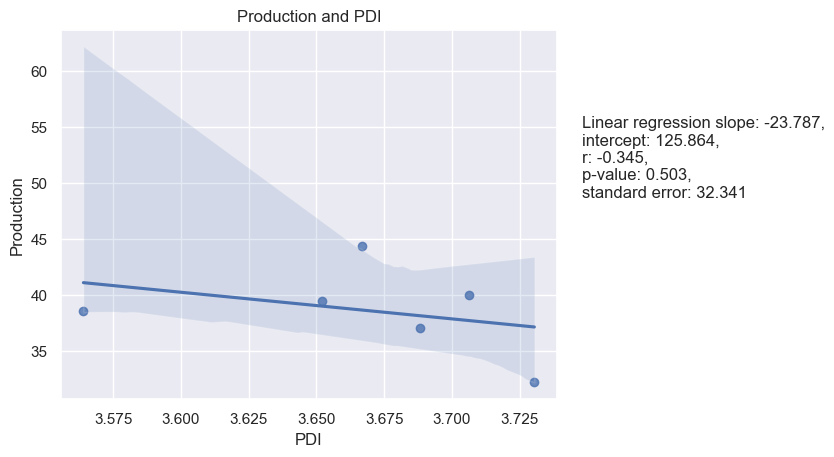 Production and PDI
60
55
50
45
40
35
Production
3.575
3.600
3.625
3.650
3.675
3.700
3.725
PDI
Linear regression slope: -23.787,
intercept: 125.864,
r: -0.345,
p-value: 0.503,
standard error: 32.341